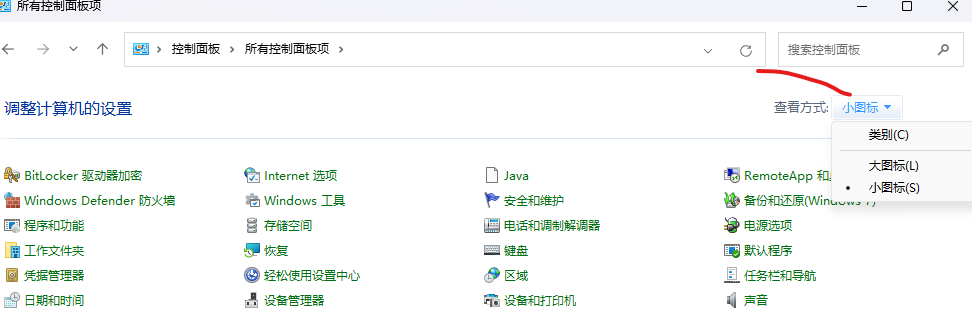 所有控制面板项
控制面板 所有控制面板项 搜索控制面板
调整计算机的设置 查看方式: 小图标
类别(C)
大图标(L)
小图标(S)
BitLocker 驱动器加密 Internet 选项 Java RemoteApp 和
Windows Defender 防火墙 Windows 工具 安全和维护 备份和还原(Windows 7)
程序和功能 存储空间 电话和调制解调器 电源选项
工作文件夹 恢复 键盘 默认程序
凭据管理器 轻松使用设置中心 区域 任务栏和导航
日期和时间 设备管理器 设备和打印机 声音